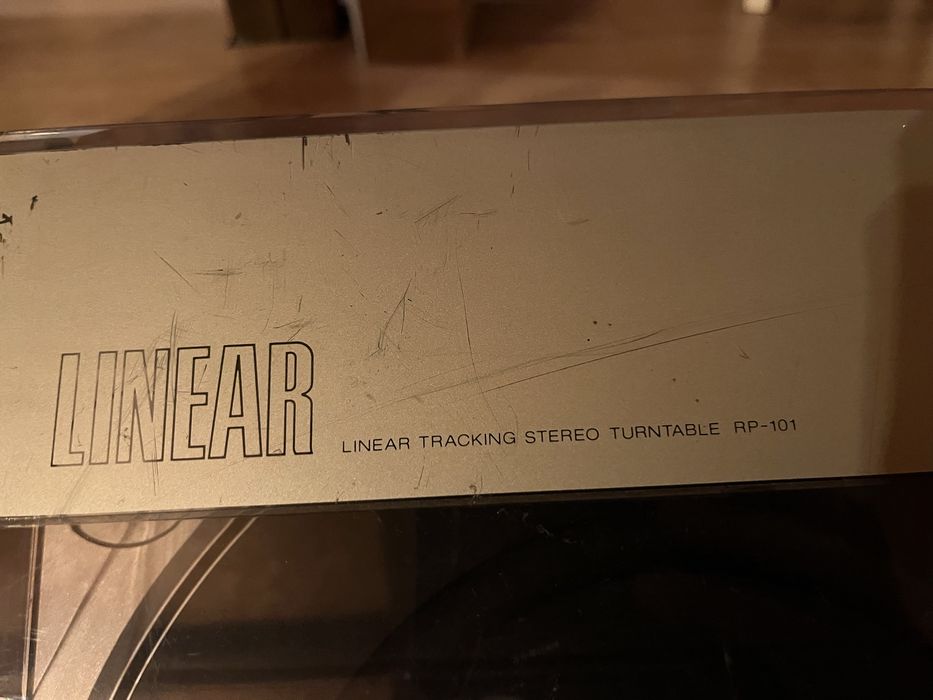 LINEAR
LINEAR TRACKING STEREO TURNTABLE RP-101